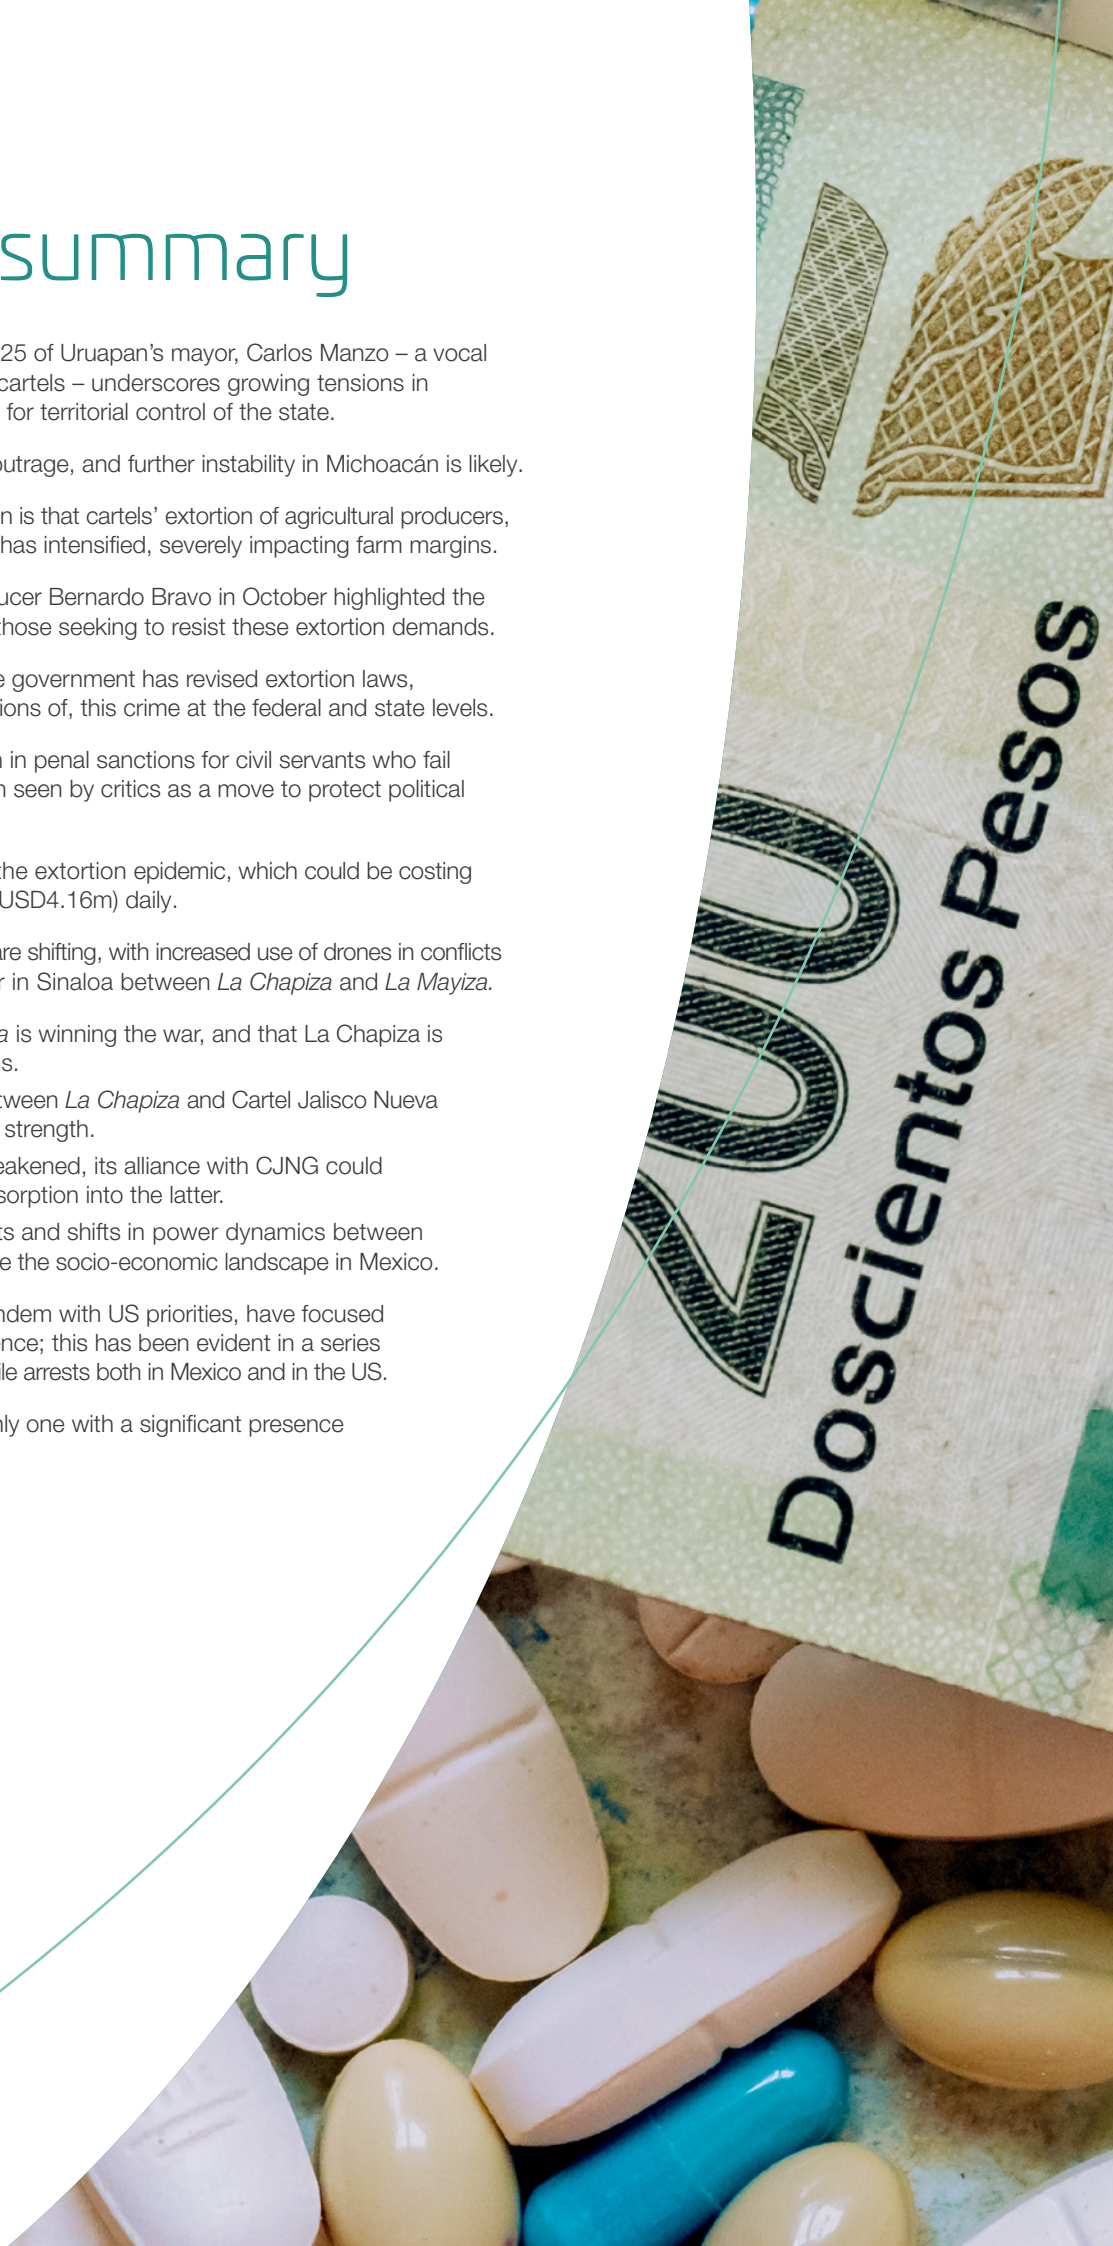 summary
25 of Uruapan’s mayor, Carlos Manzo – a vocal
cartels – underscores growing tensions in
for territorial control of the state.
outrage, and further instability in Michoacán is likely.
n is that cartels’ extortion of agricultural producers,
has intensified, severely impacting farm margins.
ucer Bernardo Bravo in October highlighted the
those seeking to resist these extortion demands.
e government has revised extortion laws,
ions of, this crime at the federal and state levels.
n in penal sanctions for civil servants who fail
n seen by critics as a move to protect political
the extortion epidemic, which could be costing
USD4.16m) daily.
are shifting, with increased use of drones in conflicts
r in Sinaloa between La Chapiza and La Mayiza.
a is winning the war, and that La Chapiza is
s.
tween La Chapiza and Cartel Jalisco Nueva
strength.
eakened, its alliance with CJNG could
sorption into the latter.
ts and shifts in power dynamics between
e the socio-economic landscape in Mexico.
ndem with US priorities, have focused
ence; this has been evident in a series
ile arrests both in Mexico and in the US.
nly one with a significant presence
200
Doscientos Pesos